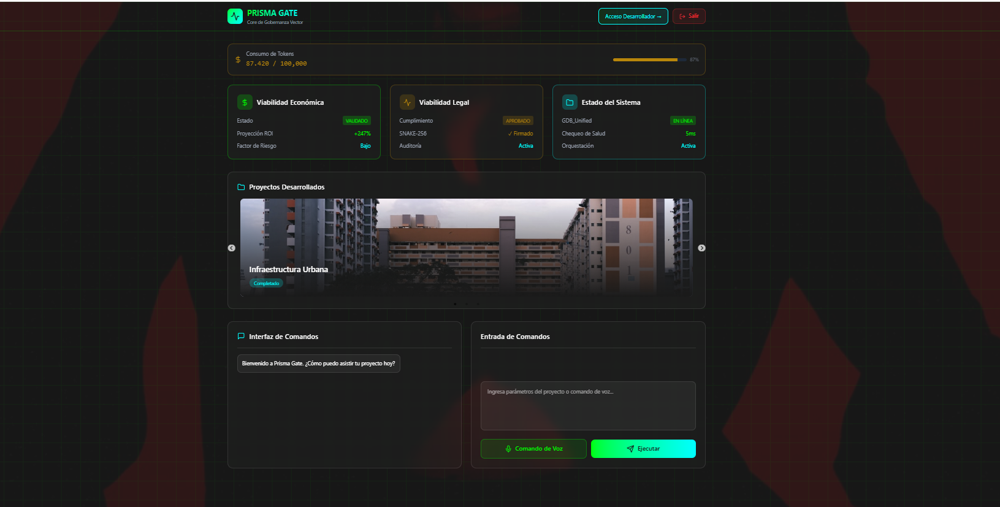 PRISMA GATE
Core de Gobernanza Vector
Acceso Desarrollador →
Salir
Consumo de Tokens
87.420 / 100,000
87%
Viabilidad Económica
Estado
VALIDADO
Proyección ROI
+247%
Factor de Riesgo
Bajo
Viabilidad Legal
Cumplimiento
APROBADO
SNAKE-256
✓ Firmado
Auditoría
Activa
Estado del Sistema
GDB_Unified
EN LÍNEA
Chequeo de Salud
5ms
Orquestación
Activa
Proyectos Desarrollados
8
0
1
Infraestructura Urbana
Completado
Interfaz de Comandos
Bienvenido a Prisma Gate. ¿Cómo puedo asistir tu proyecto hoy?
Entrada de Comandos
Ingresa parámetros del proyecto o comando de voz...
Comando de Voz
Ejecutar